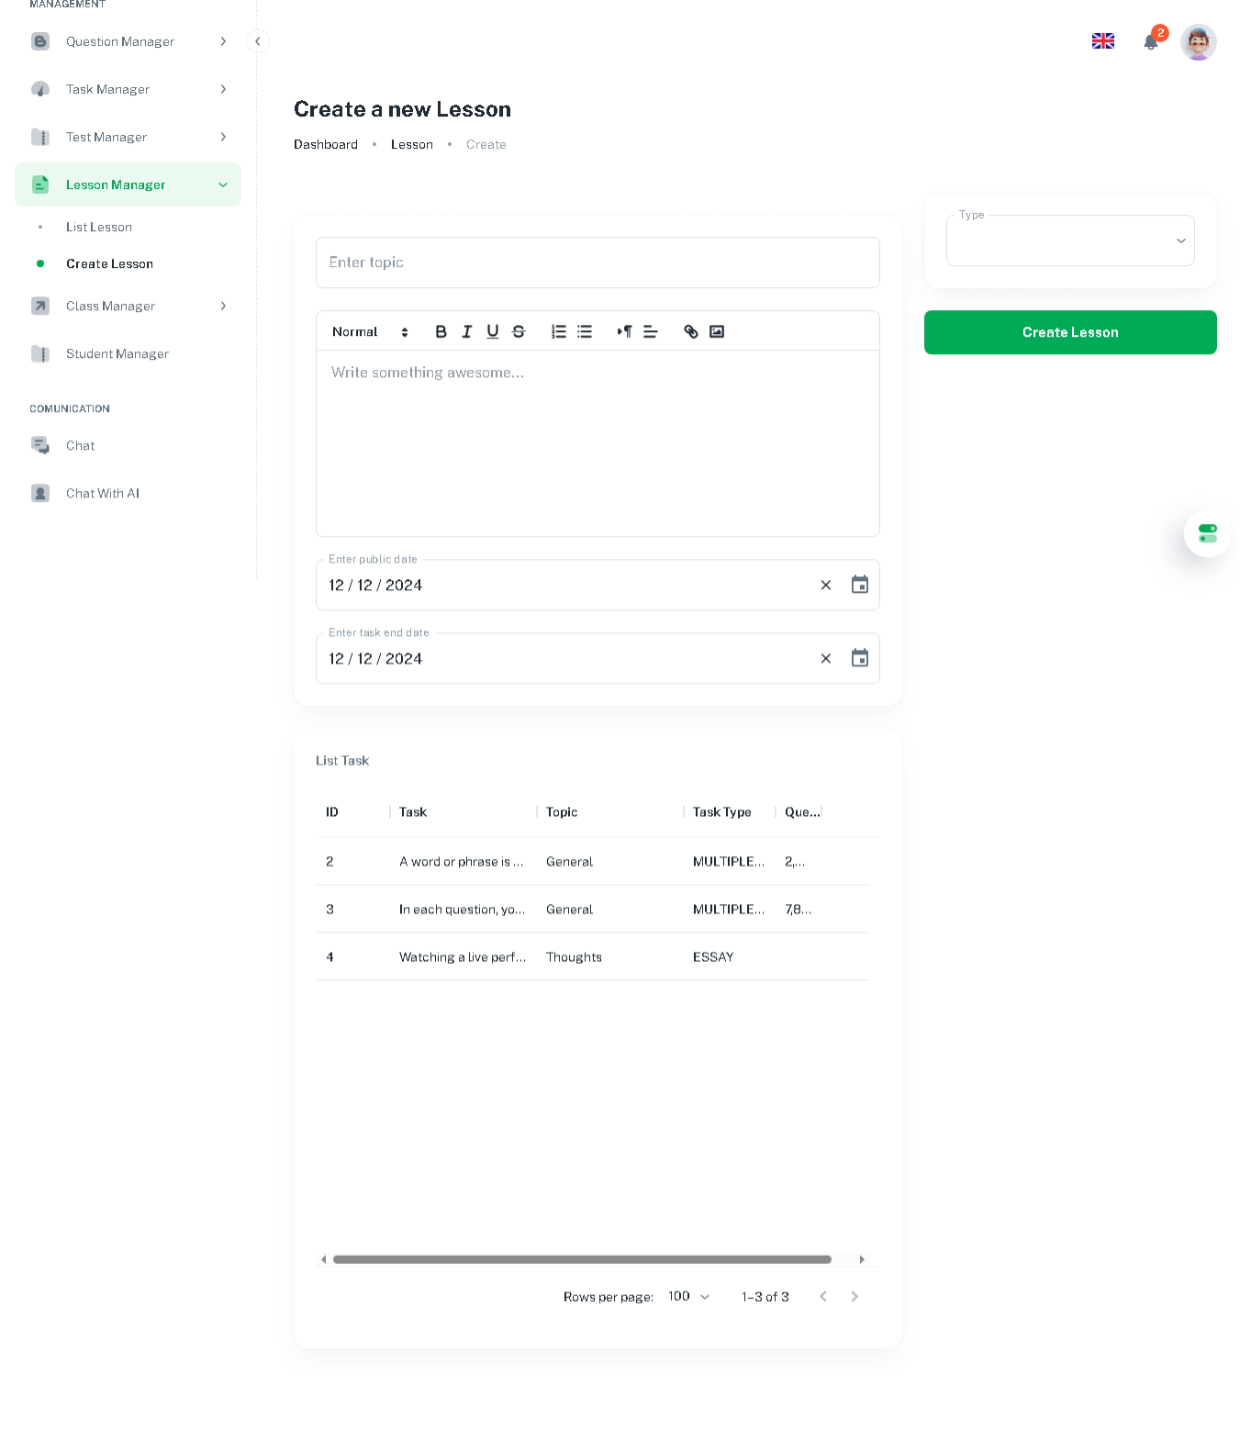 MANAGEMENT
Question Manager
Task Manager
Test Manager
Lesson Manager
List Lesson
Create Lesson
Class Manager
Student Manager
COMUNICATION
Chat
Chat With AI
2
Create a new Lesson
Dashboard • Lesson • Create
Enter topic
Normal
Write something awesome...
Enter public date
12 / 12 / 2024
Enter task end date
12 / 12 / 2024
Type
Create Lesson
List Task
ID Task Topic Task Type Que...
2 A word or phrase is ... General MULTIPLE... 2,...
3 In each question, yo... General MULTIPLE... 7,8...
4 Watching a live perf... Thoughts ESSAY
Rows per page: 100 1–3 of 3